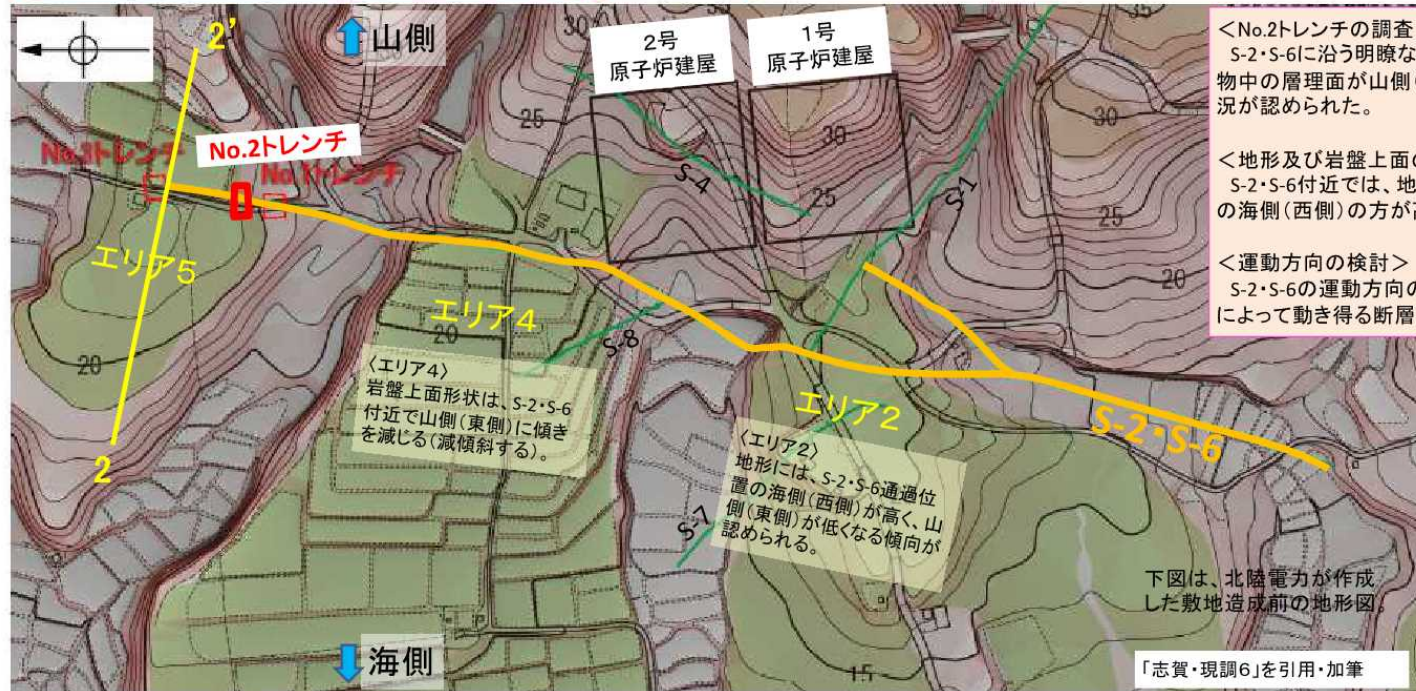 2'
山側
30
2号
原子炉建屋
1号
原子炉建屋
35
<No.2トレンチの調査
S-2・S-6に沿う明瞭な
物中の層理面が山側
況が認められた。
<地形及び岩盤上面の
S-2・S-6付近では、地
の海側(西側)の方が
<運動方向の検討>
S-2・S-6の運動方向の
によって動き得る断層
25
30
30
No.3トレンチ
No.2トレンチ
No.1トレンチ
S-4
25
S-1
25
エリア5
20
20
エリア4
20
S-8
〈エリア4〉
岩盤上面形状は、S-2・S-6
付近で山側(東側)に傾き
を減じる(減傾斜する)。
エリア2
S-2・S-6
2
〈エリア2〉
地形には、S-2・S-6通過位
置の海側(西側)が高く、山
側(東側)が低くなる傾向が
認められる。
S-7
下図は、北陸電力が作成
した敷地造成前の地形図。
海側
15
「志賀・現調6」を引用・加筆